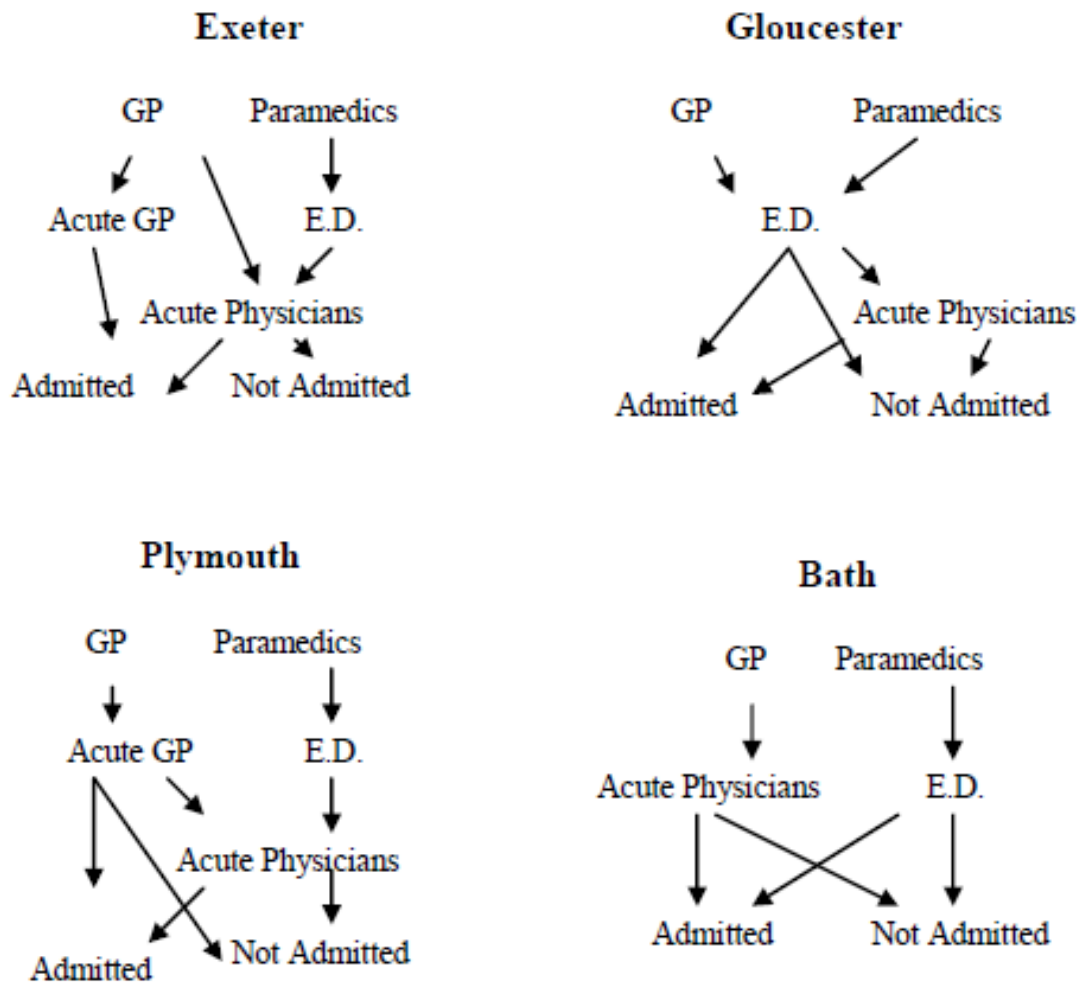 Exeter
GP Paramedics
Acute GP E.D.
Acute Physicians
Admitted Not Admitted
Gloucester
GP Paramedics
E.D.
Acute Physicians
Admitted Not Admitted
Plymouth
GP Paramedics
Acute GP E.D.
Acute Physicians
Admitted Not Admitted
Bath
GP Paramedics
Acute Physicians E.D.
Admitted Not Admitted